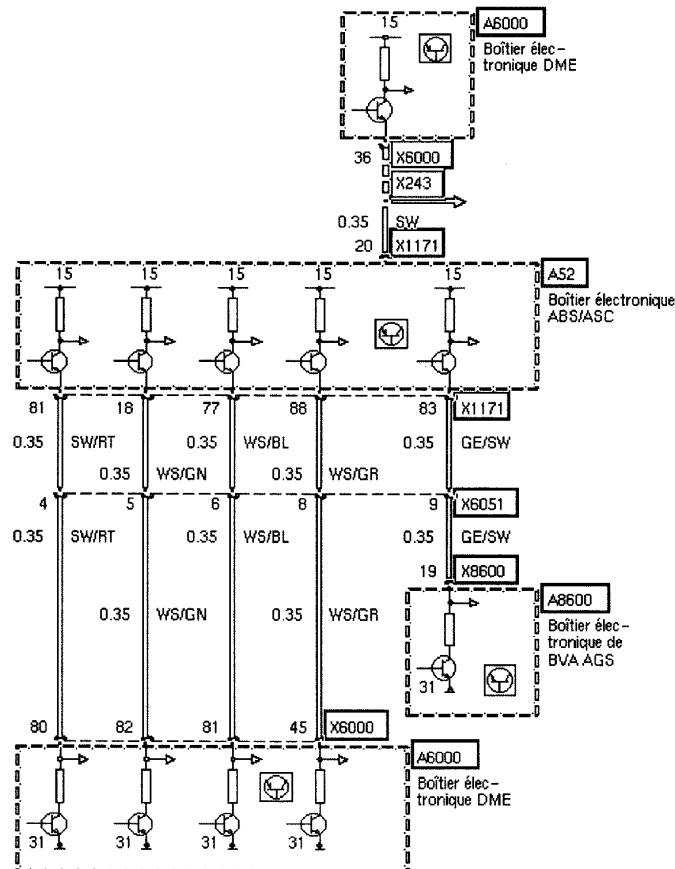 15
A6000
Boîtier élec-
tronique DME
36 X6000
X243
0.35 SW
20 X1171
15 15 15 15 15
A52
Boîtier électronique
ABS/ASC
81 18 77 88 83 X1171
0.35 SW/RT 0.35 WS/BL 0.35 GE/SW
0.35 WS/GN 0.35 WS/GR
4 5 6 8 9 X6051
0.35 SW/RT 0.35 WS/BL 0.35 GE/SW
19 X8600
A8600
0.35 WS/GN 0.35 WS/GR
Boîtier élec-
tronique de
BVA AGS
31
80 82 81 45 X6000
A6000
Boîtier élec-
tronique DME
31 31 31 31